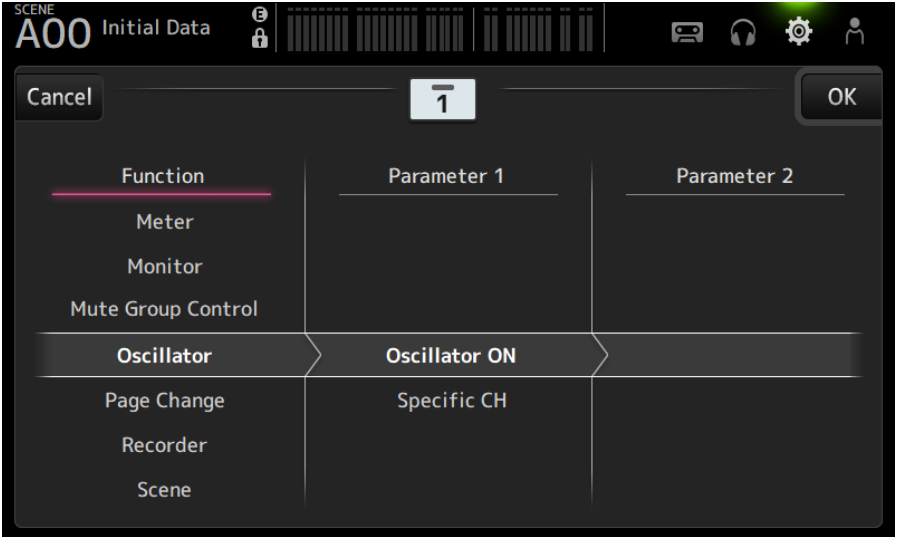 SCENE
A00 Initial Data
E
Cancel
1
OK
Function
Parameter 1
Parameter 2
Meter
Monitor
Mute Group Control
Oscillator
Oscillator ON
Page Change
Specific CH
Recorder
Scene